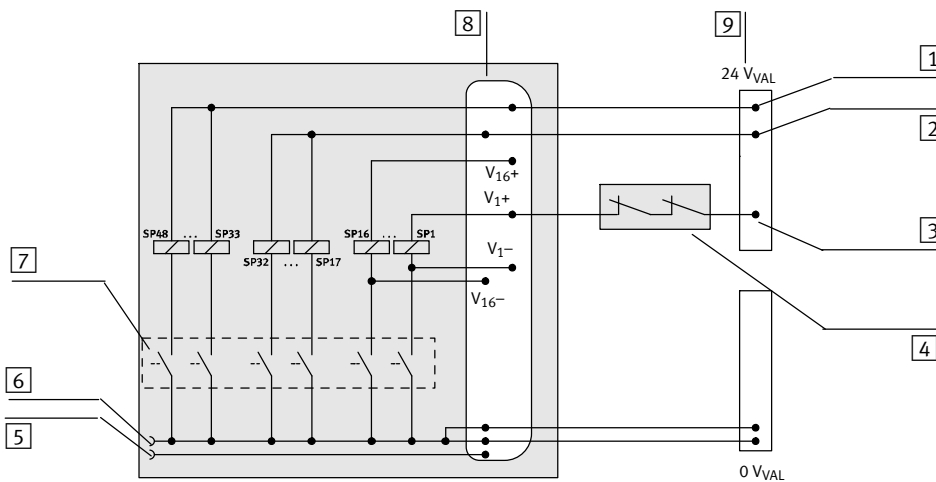 8
9
1
24 VVAL
2
V16+
V1+
SP48 ... SP33
SP16 ... SP1
3
SP32 ... SP17
V1–
7
V16–
4
6
5
0 VVAL